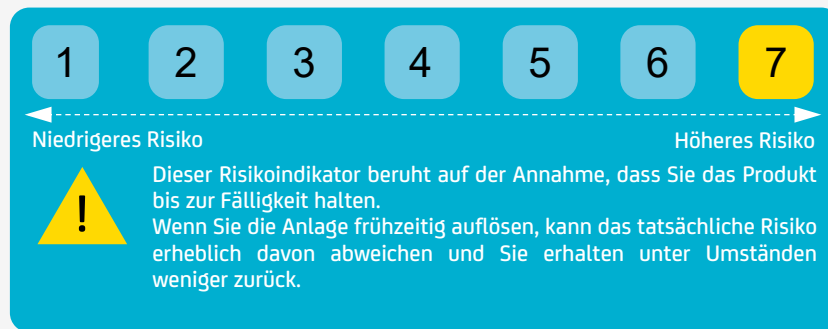 1 2 3 4 5 6 7
Niedrigeres Risiko Höheres Risiko
Dieser Risikoindikator beruht auf der Annahme, dass Sie das Produkt
bis zur Fälligkeit halten.
!
Wenn Sie die Anlage frühzeitig auflösen, kann das tatsächliche Risiko
erheblich davon abweichen und Sie erhalten unter Umständen
weniger zurück.